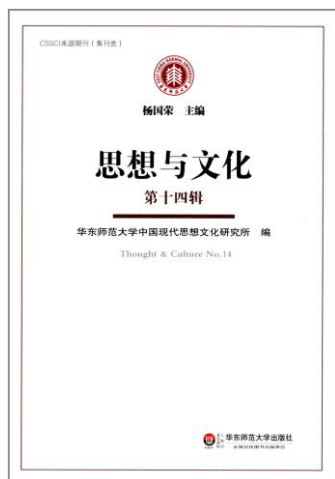 CSSCI来源期刊（集刊类）
杨国荣 主编
思想与文化
第十四辑
华东师范大学中国现代思想文化研究所 编
Thought & Culture No.14
华东师范大学出版社